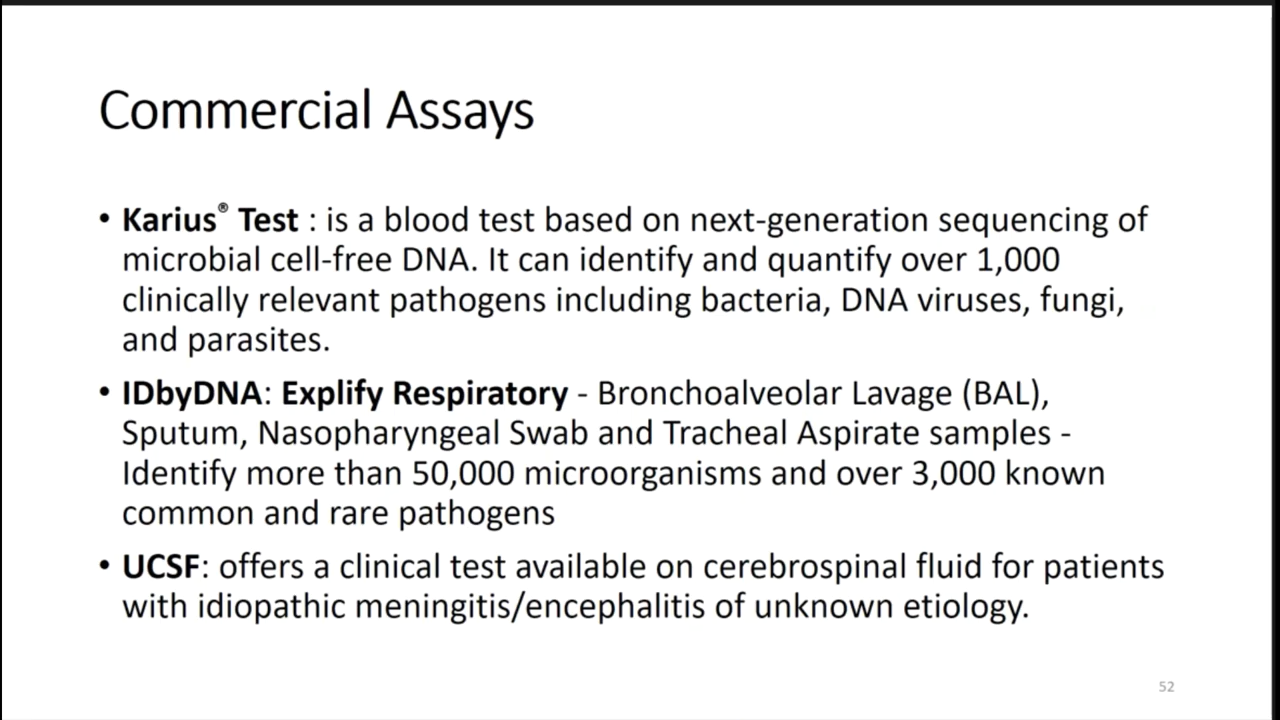 Commercial Assays
• Karius® Test : is a blood test based on next-generation sequencing of
microbial cell-free DNA. It can identify and quantify over 1,000
clinically relevant pathogens including bacteria, DNA viruses, fungi,
and parasites.
• IDbyDNA: Explify Respiratory - Bronchoalveolar Lavage (BAL),
Sputum, Nasopharyngeal Swab and Tracheal Aspirate samples -
Identify more than 50,000 microorganisms and over 3,000 known
common and rare pathogens
• UCSF: offers a clinical test available on cerebrospinal fluid for patients
with idiopathic meningitis/encephalitis of unknown etiology.
52